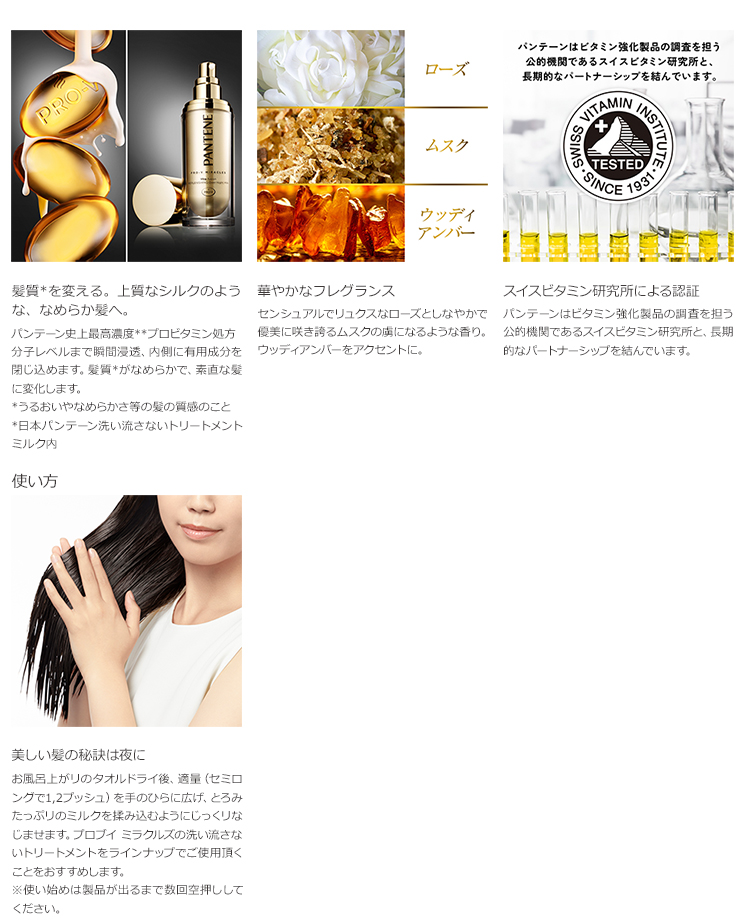 PRO-V
PANTENE
ローズ
ムスク
ウッディ
アンバー
パンテーンはビタミン強化製品の調査を担う
公的機関であるスイスビタミン研究所と、
長期的なパートナーシップを結んでいます。
SWISS VITAMIN INSTITUTE
TESTED
SINCE 1931
髪質*を変える。上質なシルクのよう
な、なめらか髪へ。
パンテーン史上最高濃度**プロビタミン処方
分子レベルまで瞬間浸透、内側に有用成分を
閉じ込めます。髪質*がなめらかで、素直な髪
に変化します。
*うるおいやなめらかさ等の髪の質感のこと
*日本パンテーン洗い流さないトリートメント
ミルク内
華やかなフレグランス
センシュアルでリュクスなローズとしなやかで
優美に咲き誇るムスクの虜になるような香り。
ウッディアンバーをアクセントに。
スイスビタミン研究所による認証
パンテーンはビタミン強化製品の調査を担う
公的機関であるスイスビタミン研究所と、長期
的なパートナーシップを結んでいます。
使い方
美しい髪の秘訣は夜に
お風呂上がりのタオルドライ後、適量（セミロ
ングで1,2プッシュ）を手のひらに広げ、とろみ
たっぷりのミルクを揉み込むようにじっくりな
じませます。プロブイ ミラクルズの洗い流さな
いトリートメントをラインナップでご使用頂く
ことをおすすめします。
※使い始めは製品が出るまで数回空押しして
ください。